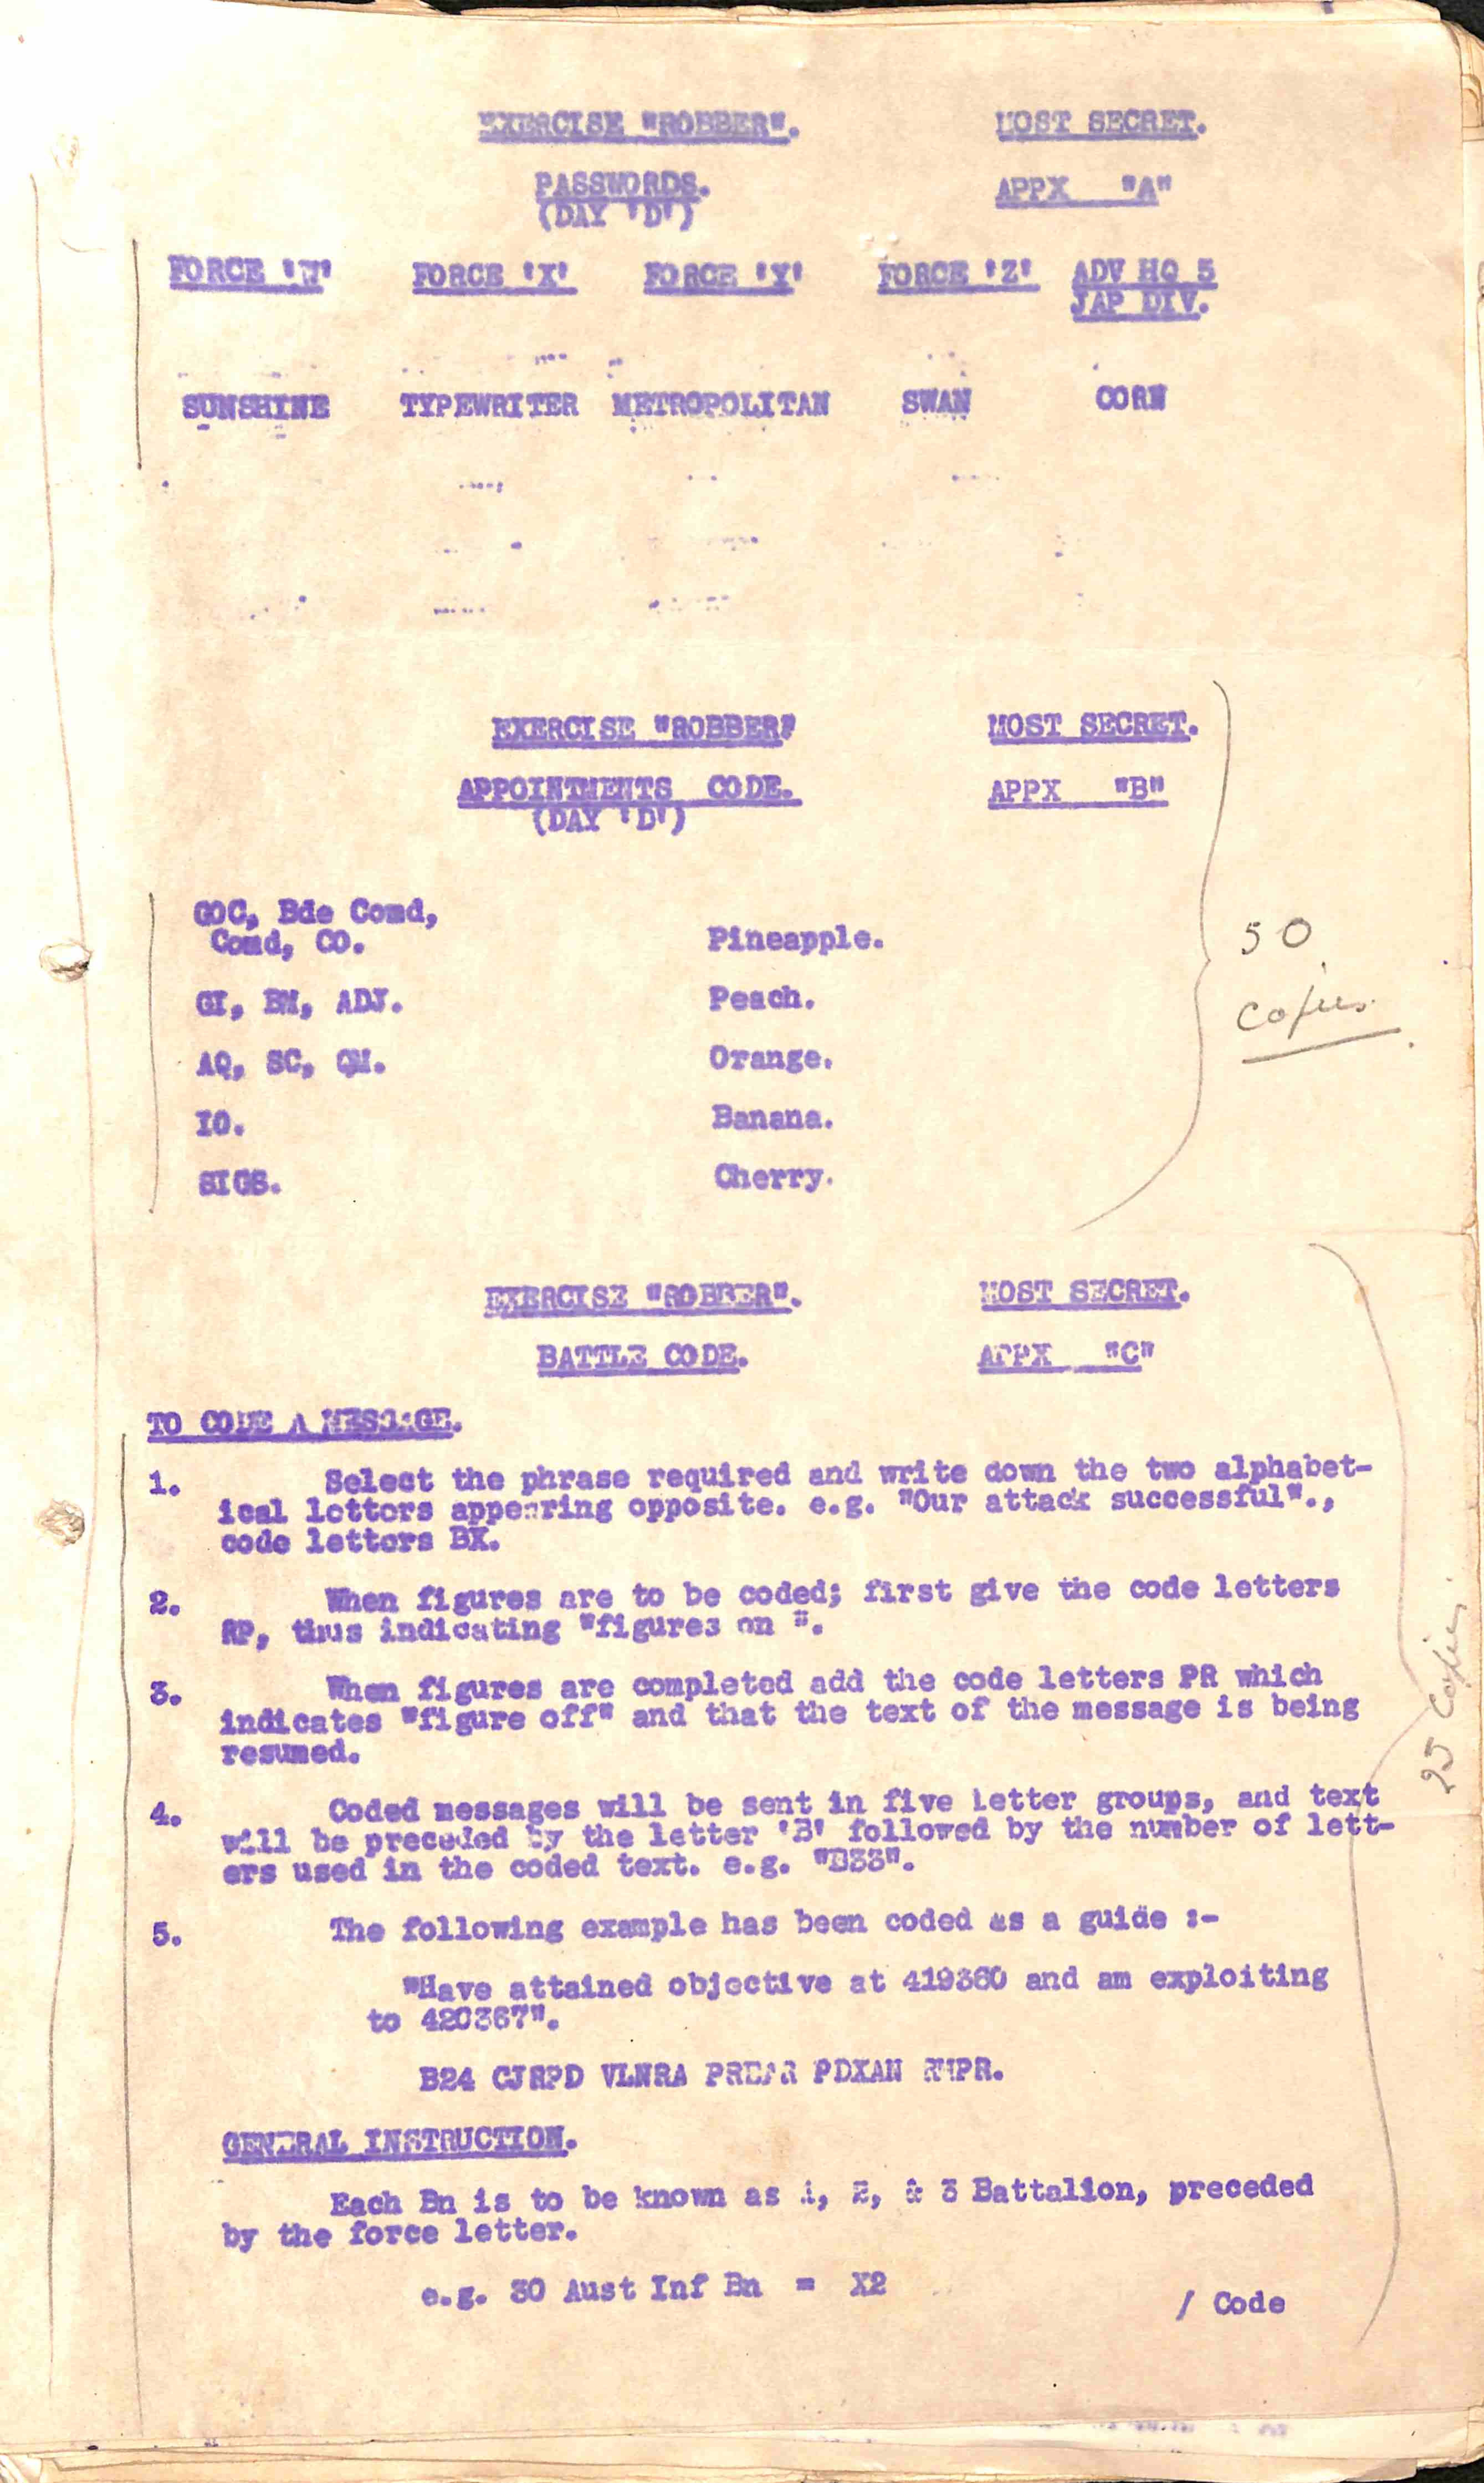 EXERCISE "ROBBER". MOST SECRET.
PASSWORDS. APPX "A"
(DAY 'D')
FORCE 'W' FORCE 'X' FORCE 'Y' FORCE 'Z' ADV HQ 5
JAP DIV.
SUNSHINE TYPEWRITER METROPOLITAN SWAN CORN
EXERCISE "ROBBER" MOST SECRET.
APPOINTMENTS CODE. APPX "B"
(DAY 'D')
GOC, Bde Comd,
Comd, CO. Pineapple.
GI, BM, ADJ. Peach.
AQ, SC, QM. Orange.
IO. Banana.
SIGS. Cherry.
50
copies
EXERCISE "ROBBER". MOST SECRET.
BATTLE CODE. APPX "C"
TO CODE A MESSAGE.
1. Select the phrase required and write down the two alphabet-
ical letters appearing opposite. e.g. "Our attack successful".,
code letters BX.
2. When figures are to be coded; first give the code letters
RP, thus indicating "figures on ".
3. When figures are completed add the code letters PR which
indicates "figure off" and that the text of the message is being
resumed.
4. Coded messages will be sent in five letter groups, and text
will be preceded by the letter 'B' followed by the number of lett-
ers used in the coded text. e.g. "B33".
25 Copies.
5. The following example has been coded as a guide :-
"Have attained objective at 419360 and am exploiting
to 420367".
B24 CJRPD VLNRA PDXAN
GENERAL INSTRUCTION.
Each Bn is to be known as 1, 2, & 3 Battalion, preceded
by the force letter.
e.g. 30 Aust Inf Bn = X2
/ Code